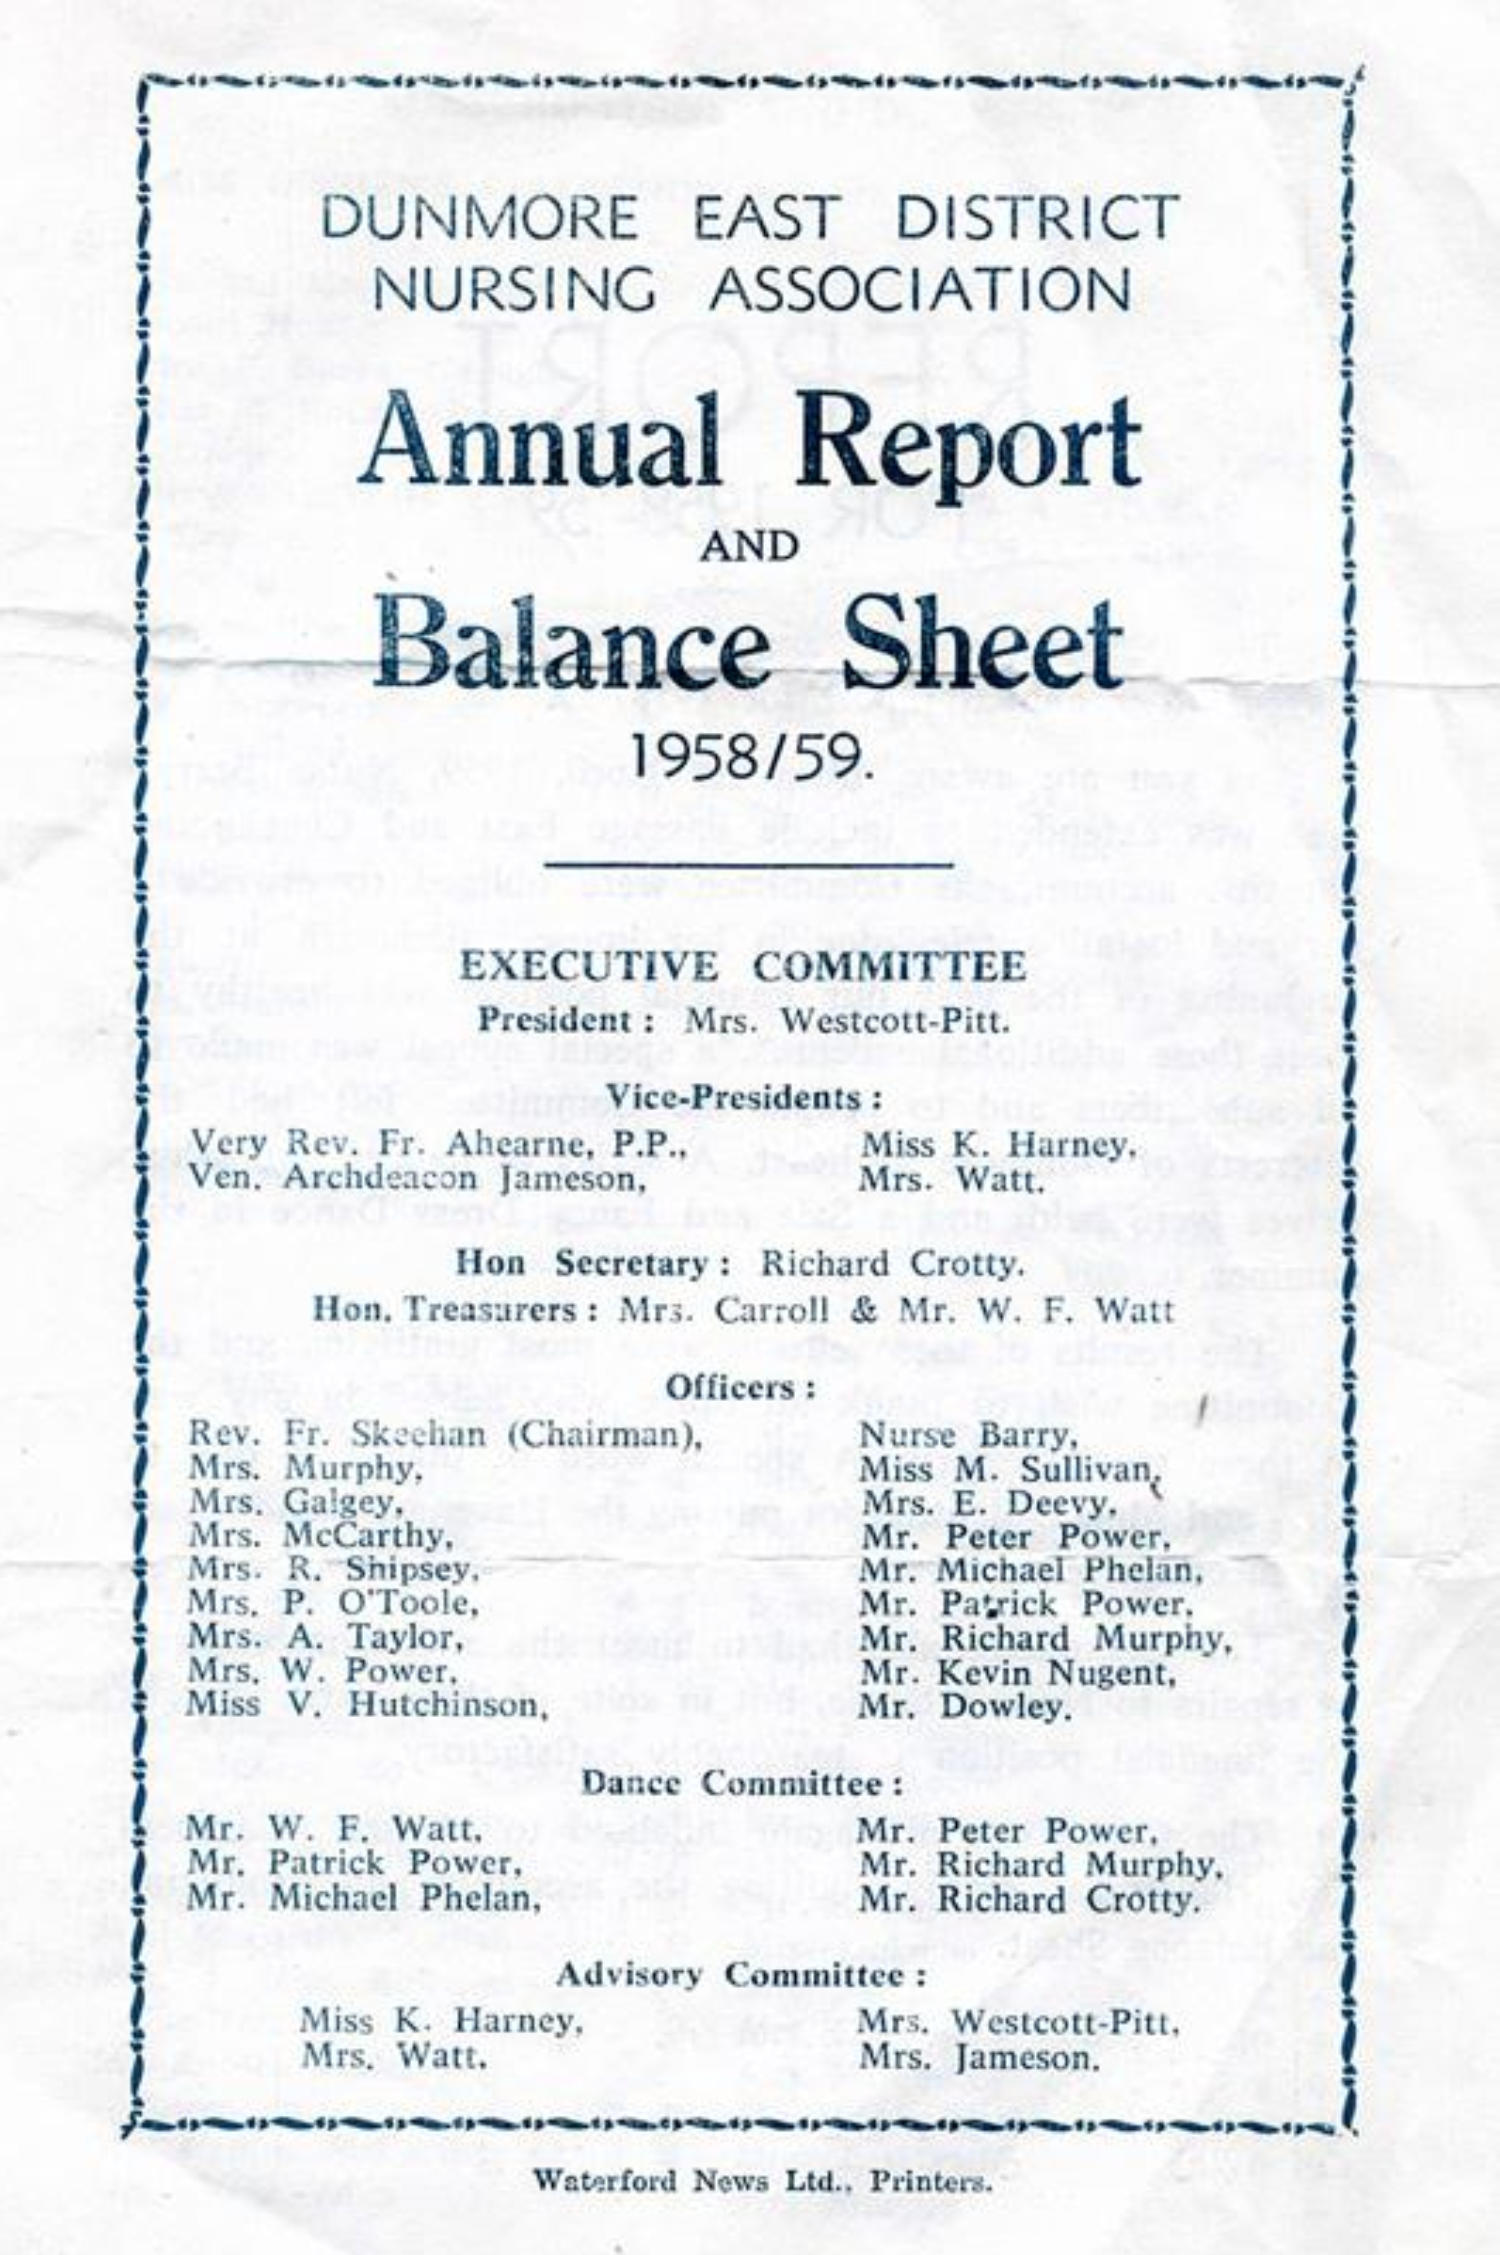 DUNMORE EAST DISTRICT
NURSING ASSOCIATION
Annual Report
AND
Balance Sheet
1958/59.
EXECUTIVE COMMITTEE
President : Mrs. Westcott-Pitt.
Vice-Presidents :
Very Rev. Fr. Ahearne, P.P., Miss K. Harney,
Ven. Archdeacon Jameson, Mrs. Watt.
Hon Secretary : Richard Crotty.
Hon. Treasurers : Mrs. Carroll & Mr. W. F. Watt
Officers :
Rev. Fr. Skeehan (Chairman), Nurse Barry,
Mrs. Murphy, Miss M. Sullivan,
Mrs. Galgey, Mrs. E. Deevy,
Mrs. McCarthy, Mr. Peter Power,
Mrs. R. Shipsey, Mr. Michael Phelan,
Mrs. P. O'Toole, Mr. Patrick Power,
Mrs. A. Taylor, Mr. Richard Murphy,
Mrs. W. Power, Mr. Kevin Nugent,
Miss V. Hutchinson, Mr. Dowley.
Dance Committee :
Mr. W. F. Watt, Mr. Peter Power,
Mr. Patrick Power, Mr. Richard Murphy,
Mr. Michael Phelan, Mr. Richard Crotty.
Advisory Committee :
Miss K. Harney, Mrs. Westcott-Pitt,
Mrs. Watt. Mrs. Jameson.
Waterford News Ltd., Printers.